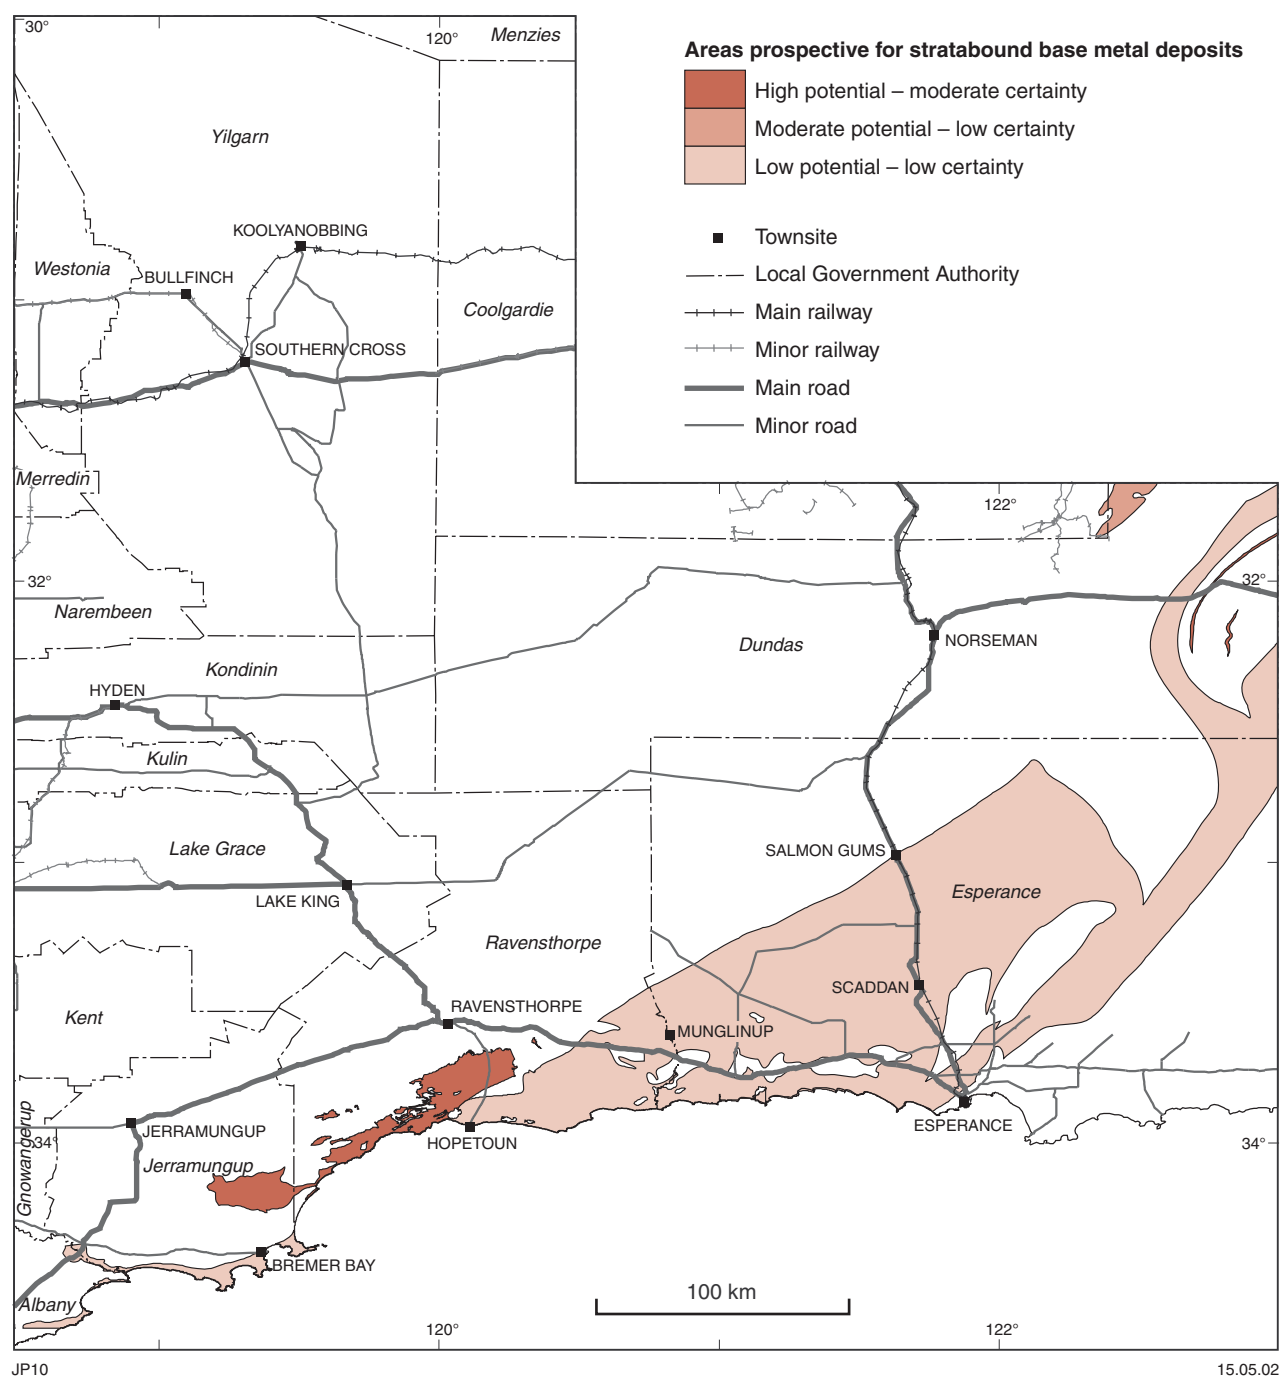 30°
120°
Menzies
Areas prospective for stratabound base metal deposits
High potential – moderate certainty
Moderate potential – low certainty
Low potential – low certainty
Yilgarn
KOOLYANOBBING
Townsite
Westonia
BULLFINCH
Local Government Authority
Coolgardie
Main railway
SOUTHERN CROSS
Minor railway
Main road
Minor road
Merredin
122°
32°
32°
Narembeen
Dundas
NORSEMAN
Kondinin
HYDEN
Kulin
Lake Grace
SALMON GUMS
Esperance
LAKE KING
Ravensthorpe
SCADDAN
Kent
RAVENSTHORPE
MUNGLINUP
Gnowangerup
JERRAMUNGUP
ESPERANCE
34°
HOPETOUN
34°
Jerramungup
BREMER BAY
Albany
100 km
120°
122°
JP10
15.05.02